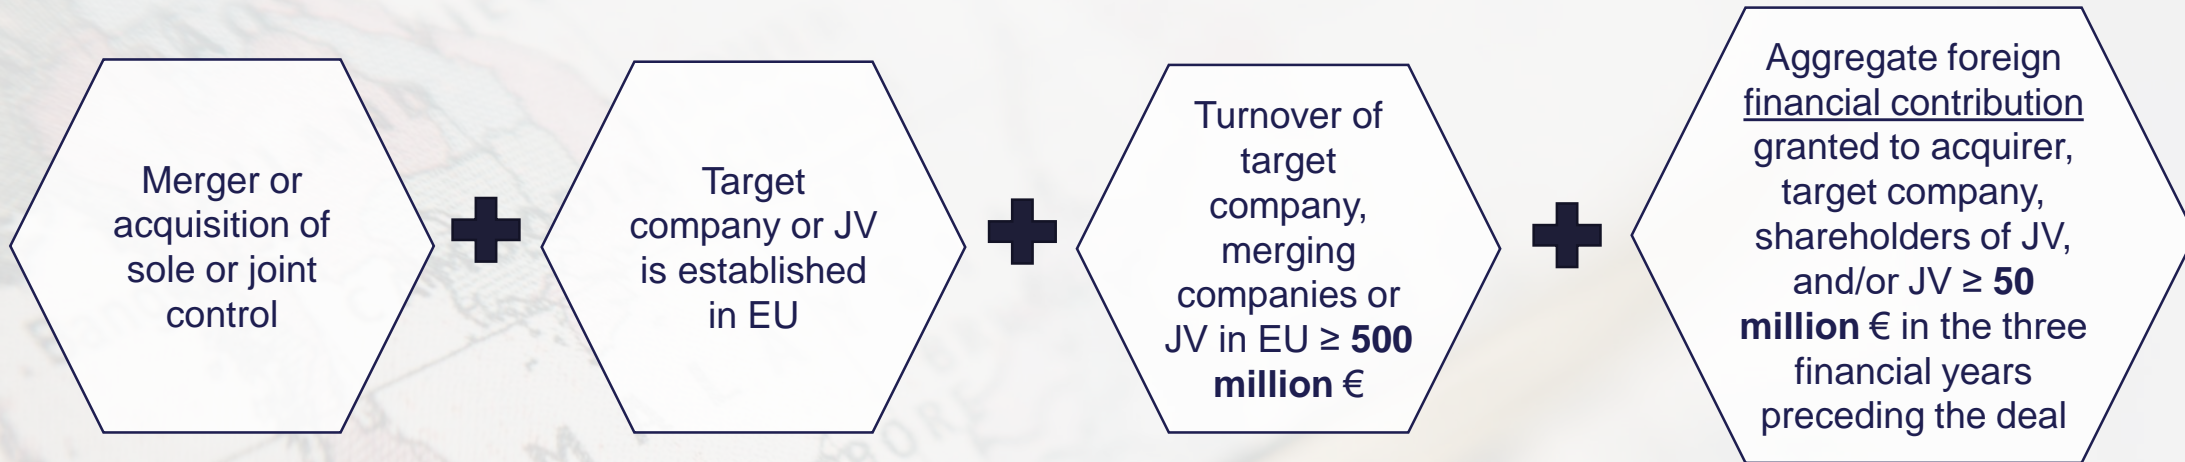 Merger or
acquisition of
sole or joint
control
Target
company or JV
is established
in EU
Turnover of
target
company,
merging
companies or
JV in EU ≥ 500
million €
Aggregate foreign
financial contribution
granted to acquirer,
target company,
shareholders of JV,
and/or JV ≥ 50
million € in the three
financial years
preceding the deal